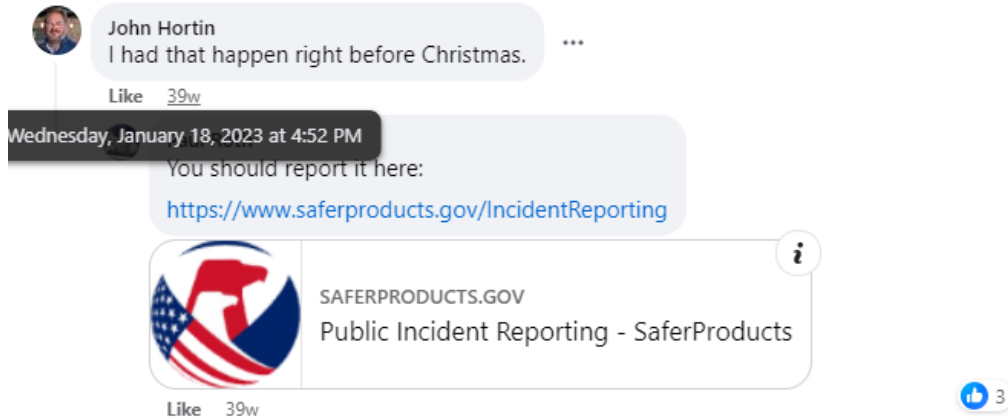 John Hortin
I had that happen right before Christmas.
Like 39w
Wednesday, January 18, 2023 at 4:52 PM
You should report it here:
https://www.saferproducts.gov/IncidentReporting
i
SAFERPRODUCTS.GOV
Public Incident Reporting - SaferProducts
Like 39w
3